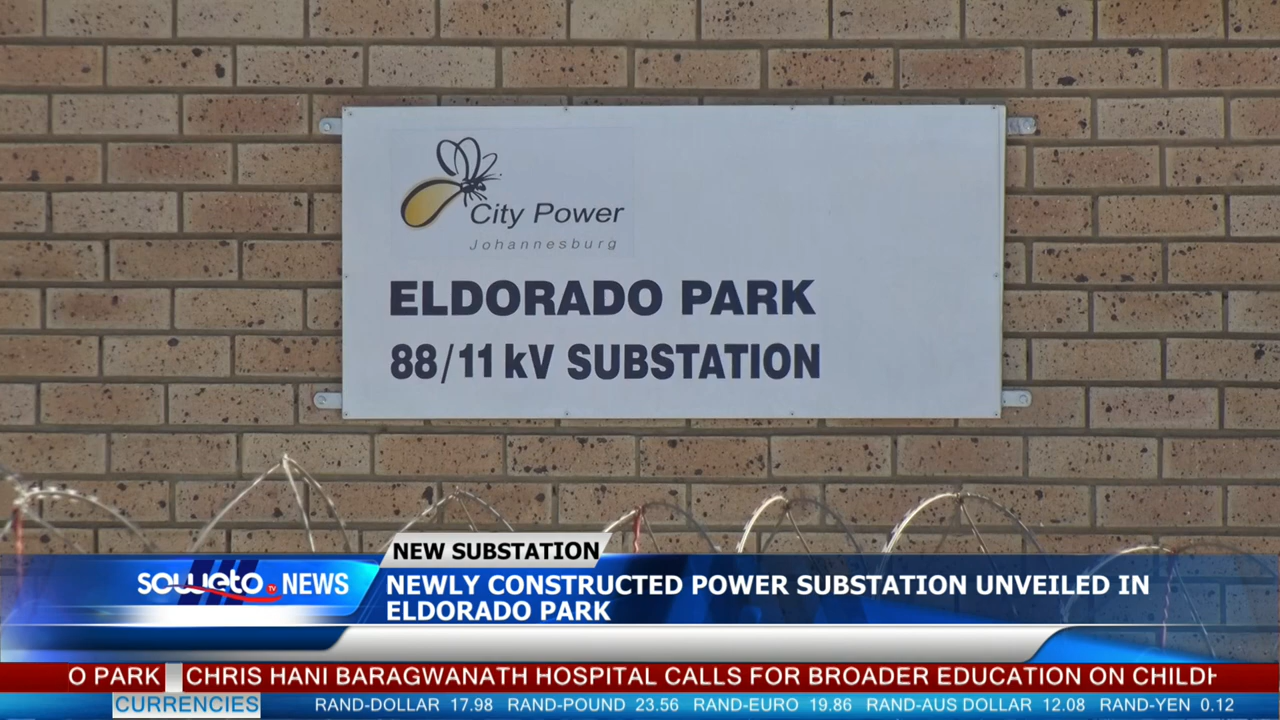 City Power
Johannesburg
ELDORADO PARK
88/11 kV SUBSTATION
NEW SUBSTATION
SOWETO TV NEWS
NEWLY CONSTRUCTED POWER SUBSTATION UNVEILED IN
ELDORADO PARK
O PARK CHRIS HANI BARAGWANATH HOSPITAL CALLS FOR BROADER EDUCATION ON
CURRENCIES RAND-DOLLAR 17.98 RAND-POUND 23.56 RAND-EURO 19.86 RAND-AUS DOLLAR 12.08 RAND-YEN 0.12